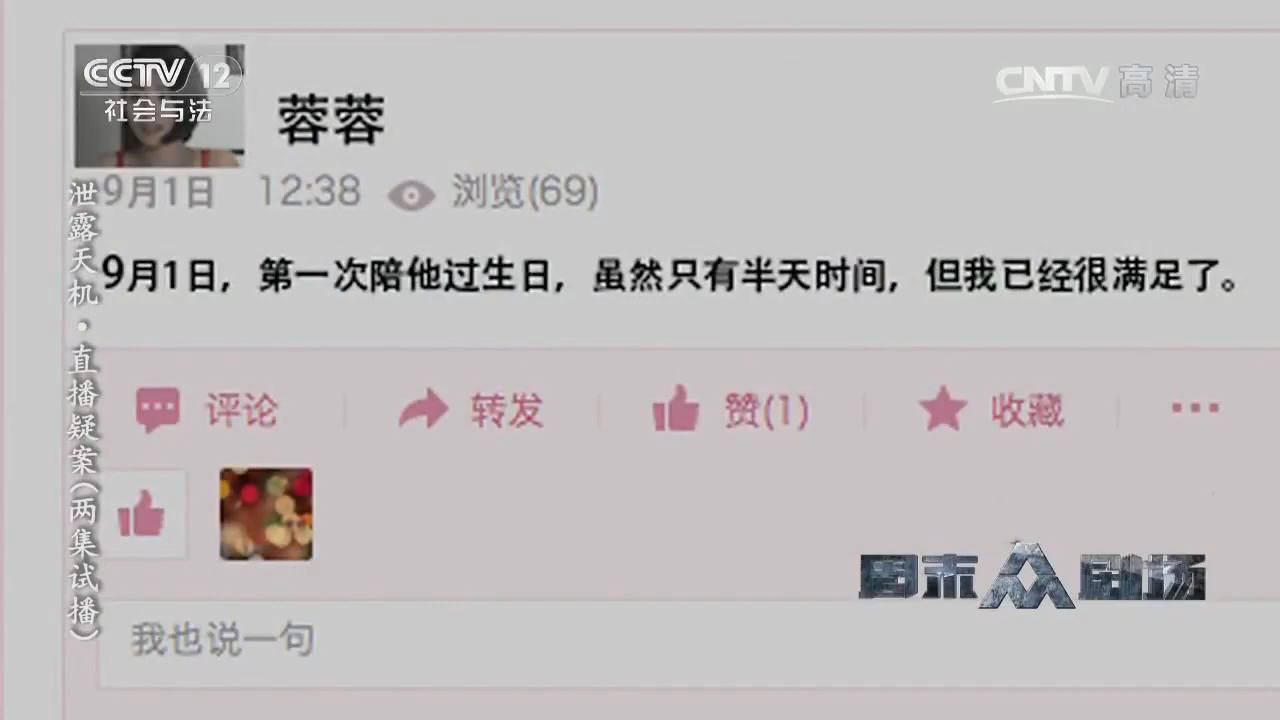 CCTV 12
社会与法
CNTV 高清
蓉蓉
9月1日 12:38 浏览(69)
9月1日，第一次陪他过生日，虽然只有半天时间，但我已经很满足了。
评论 转发 赞(1) 收藏
我也说一句
泄露天机·直播疑案（两集试播）
周末大剧场